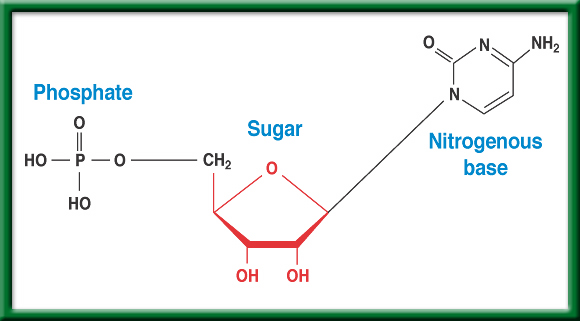 O
N
NH₂
N
Nitrogenous
base
Phosphate
O
HO P O CH₂
HO
Sugar
O
OH OH